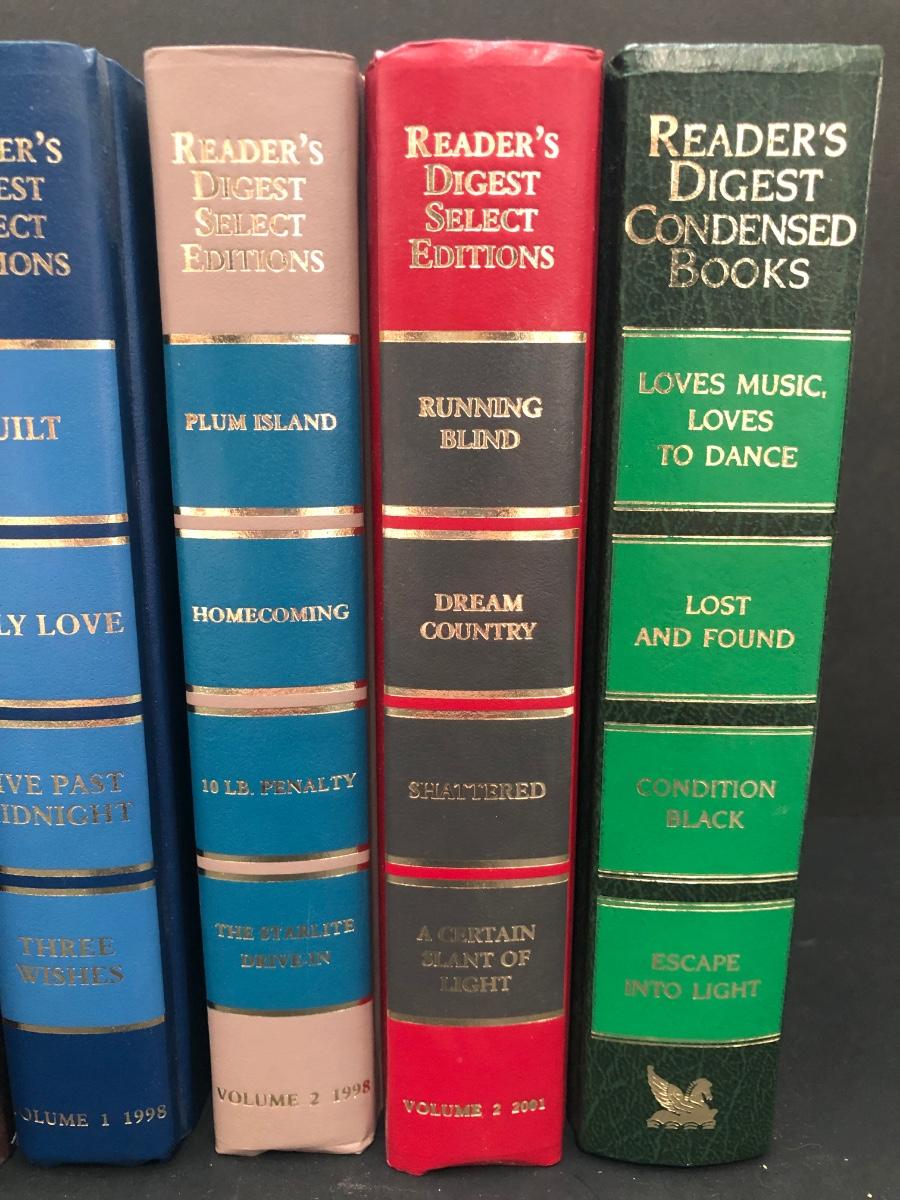 ER'S
EST
ECT
IONS
UILT
LY LOVE
IVE PAST
IDNIGHT
THREE
WISHES
OLUME 1 1998
READER'S
DIGEST
SELECT
EDITIONS
PLUM ISLAND
HOMECOMING
10 LB. PENALTY
THE STARLITE
DRIVE-IN
VOLUME 2 1998
READER'S
DIGEST
SELECT
EDITIONS
RUNNING
BLIND
DREAM
COUNTRY
SHATTERED
A CERTAIN
SLANT OF
LIGHT
VOLUME 2 2001
READER'S
DIGEST
CONDENSED
BOOKS
LOVES MUSIC,
LOVES
TO DANCE
LOST
AND FOUND
CONDITION
BLACK
ESCAPE
INTO LIGHT